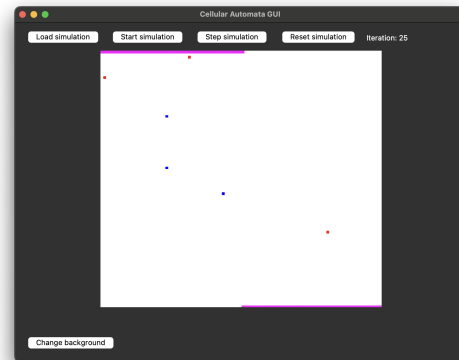 Cellular Automata GUI
Load simulation Start simulation Step simulation Reset simulation Iteration: 25
Change background